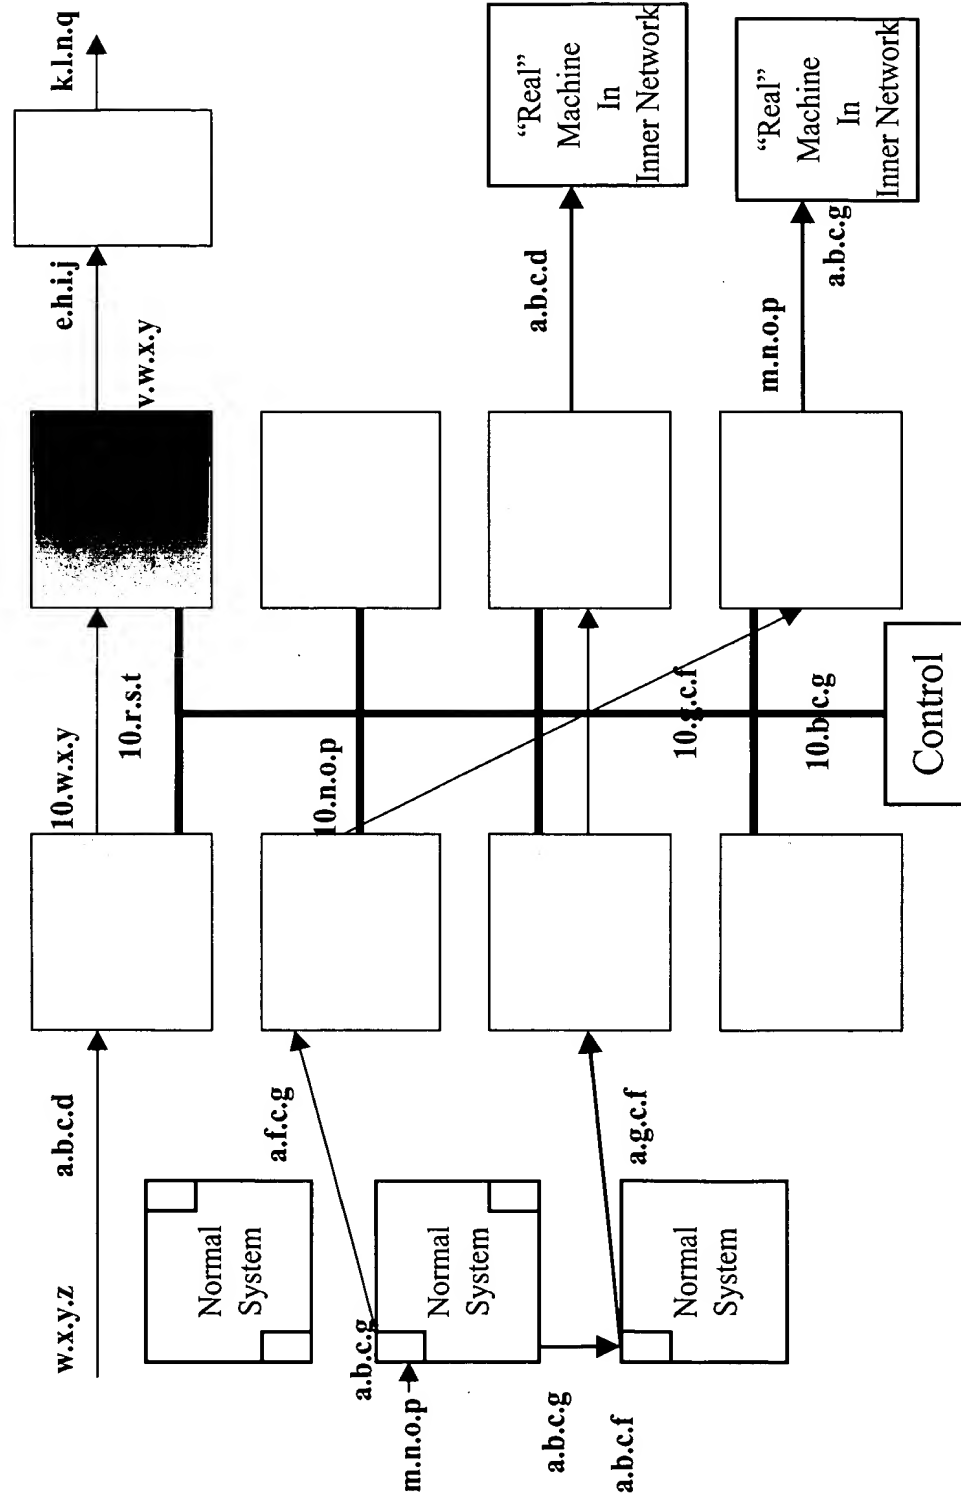 w.x.y.z
a.b.c.d
10.w.x.y
10.r.s.t
e.h.i.j
v.w.x.y
k.l.n.q
Normal
System
a.f.c.g
10.n.o.p
a.b.c.g
m.n.o.p
Normal
System
a.b.c.d
"Real"
Machine
In
Inner Network
a.b.c.g
a.b.c.f
a.g.c.f
Normal
System
10.g.c.f
10.b.c.g
m.n.o.p
a.b.c.g
"Real"
Machine
In
Inner Network
Control